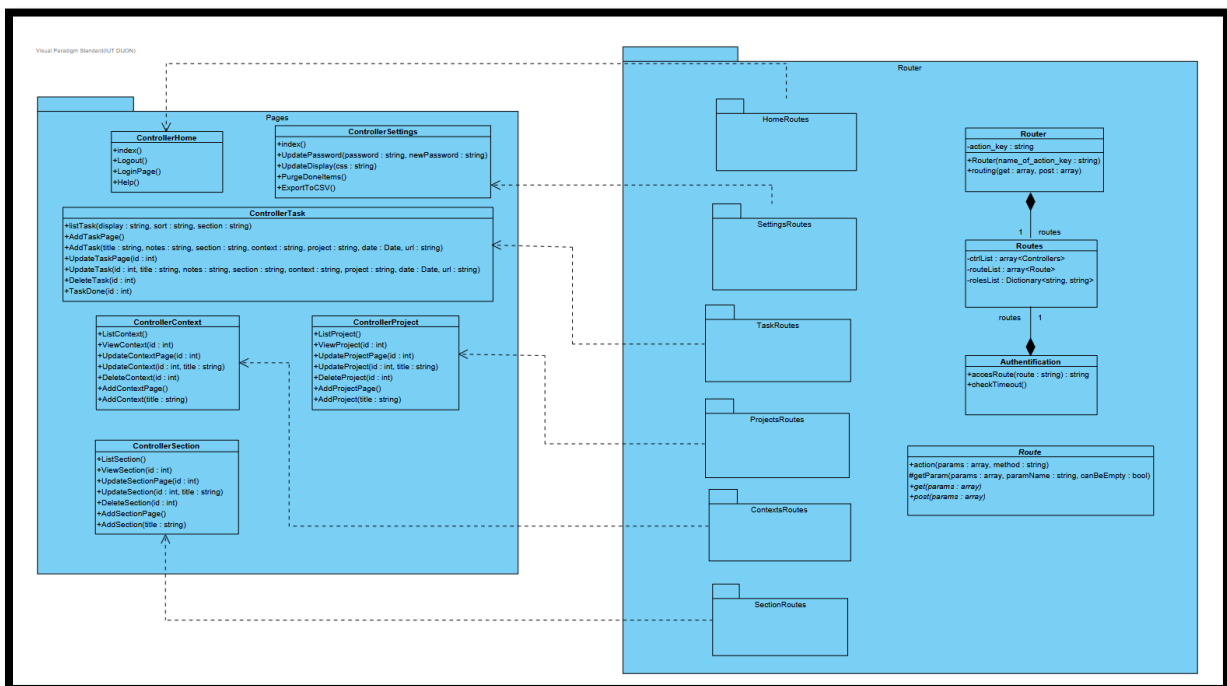 Visual Paradigm Standard(IUT DIJON)
Pages
ControllerHome
+index()
+Logout()
+LoginPage()
+Help()
ControllerSettings
+index()
+UpdatePassword(password : string, newPassword : string)
+UpdateDisplay(css : string)
+PurgeDoneItems()
+ExportToCSV()
ControllerTask
+listTask(display : string, sort : string, section : string)
+AddTaskPage()
+AddTask(title : string, notes : string, section : string, context : string, project : string, date : Date, url : string)
+UpdateTaskPage(id : int)
+UpdateTask(id : int, title : string, notes : string, section : string, context : string, project : string, date : Date, url : string)
+DeleteTask(id : int)
+TaskDone(id : int)
ControllerContext
+ListContext()
+ViewContext(id : int)
+UpdateContextPage(id : int)
+UpdateContext(id : int, title : string)
+DeleteContext(id : int)
+AddContextPage()
+AddContext(title : string)
ControllerProject
+ListProject()
+ViewProject(id : int)
+UpdateProjectPage(id : int)
+UpdateProject(id : int, title : string)
+DeleteProject(id : int)
+AddProjectPage()
+AddProject(title : string)
ControllerSection
+ListSection()
+ViewSection(id : int)
+UpdateSectionPage(id : int)
+UpdateSection(id : int, title : string)
+DeleteSection(id : int)
+AddSectionPage()
+AddSection(title : string)
Router
HomeRoutes
SettingsRoutes
TaskRoutes
ProjectsRoutes
ContextsRoutes
SectionRoutes
Router
-action_key : string
+Router(name_of_action_key : string)
+routing(get : array, post : array)
1 routes
Routes
-ctrlList : array<Controllers>
-routeList : array<Route>
-rolesList : Dictionary<string, string>
routes 1
Authentification
+accesRoute(route : string) : string
+checkTimeout()
Route
+action(params : array, method : string)
#getParam(params : array, paramName : string, canBeEmpty : bool)
+get(params : array)
+post(params : array)